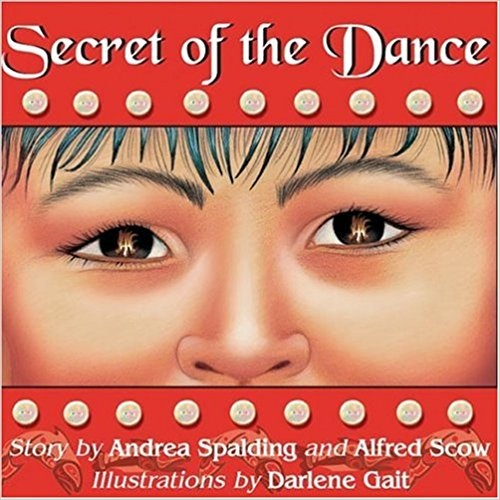 Secret of the Dance
Story by Andrea Spalding and Alfred Scow
Illustrations by Darlene Gait